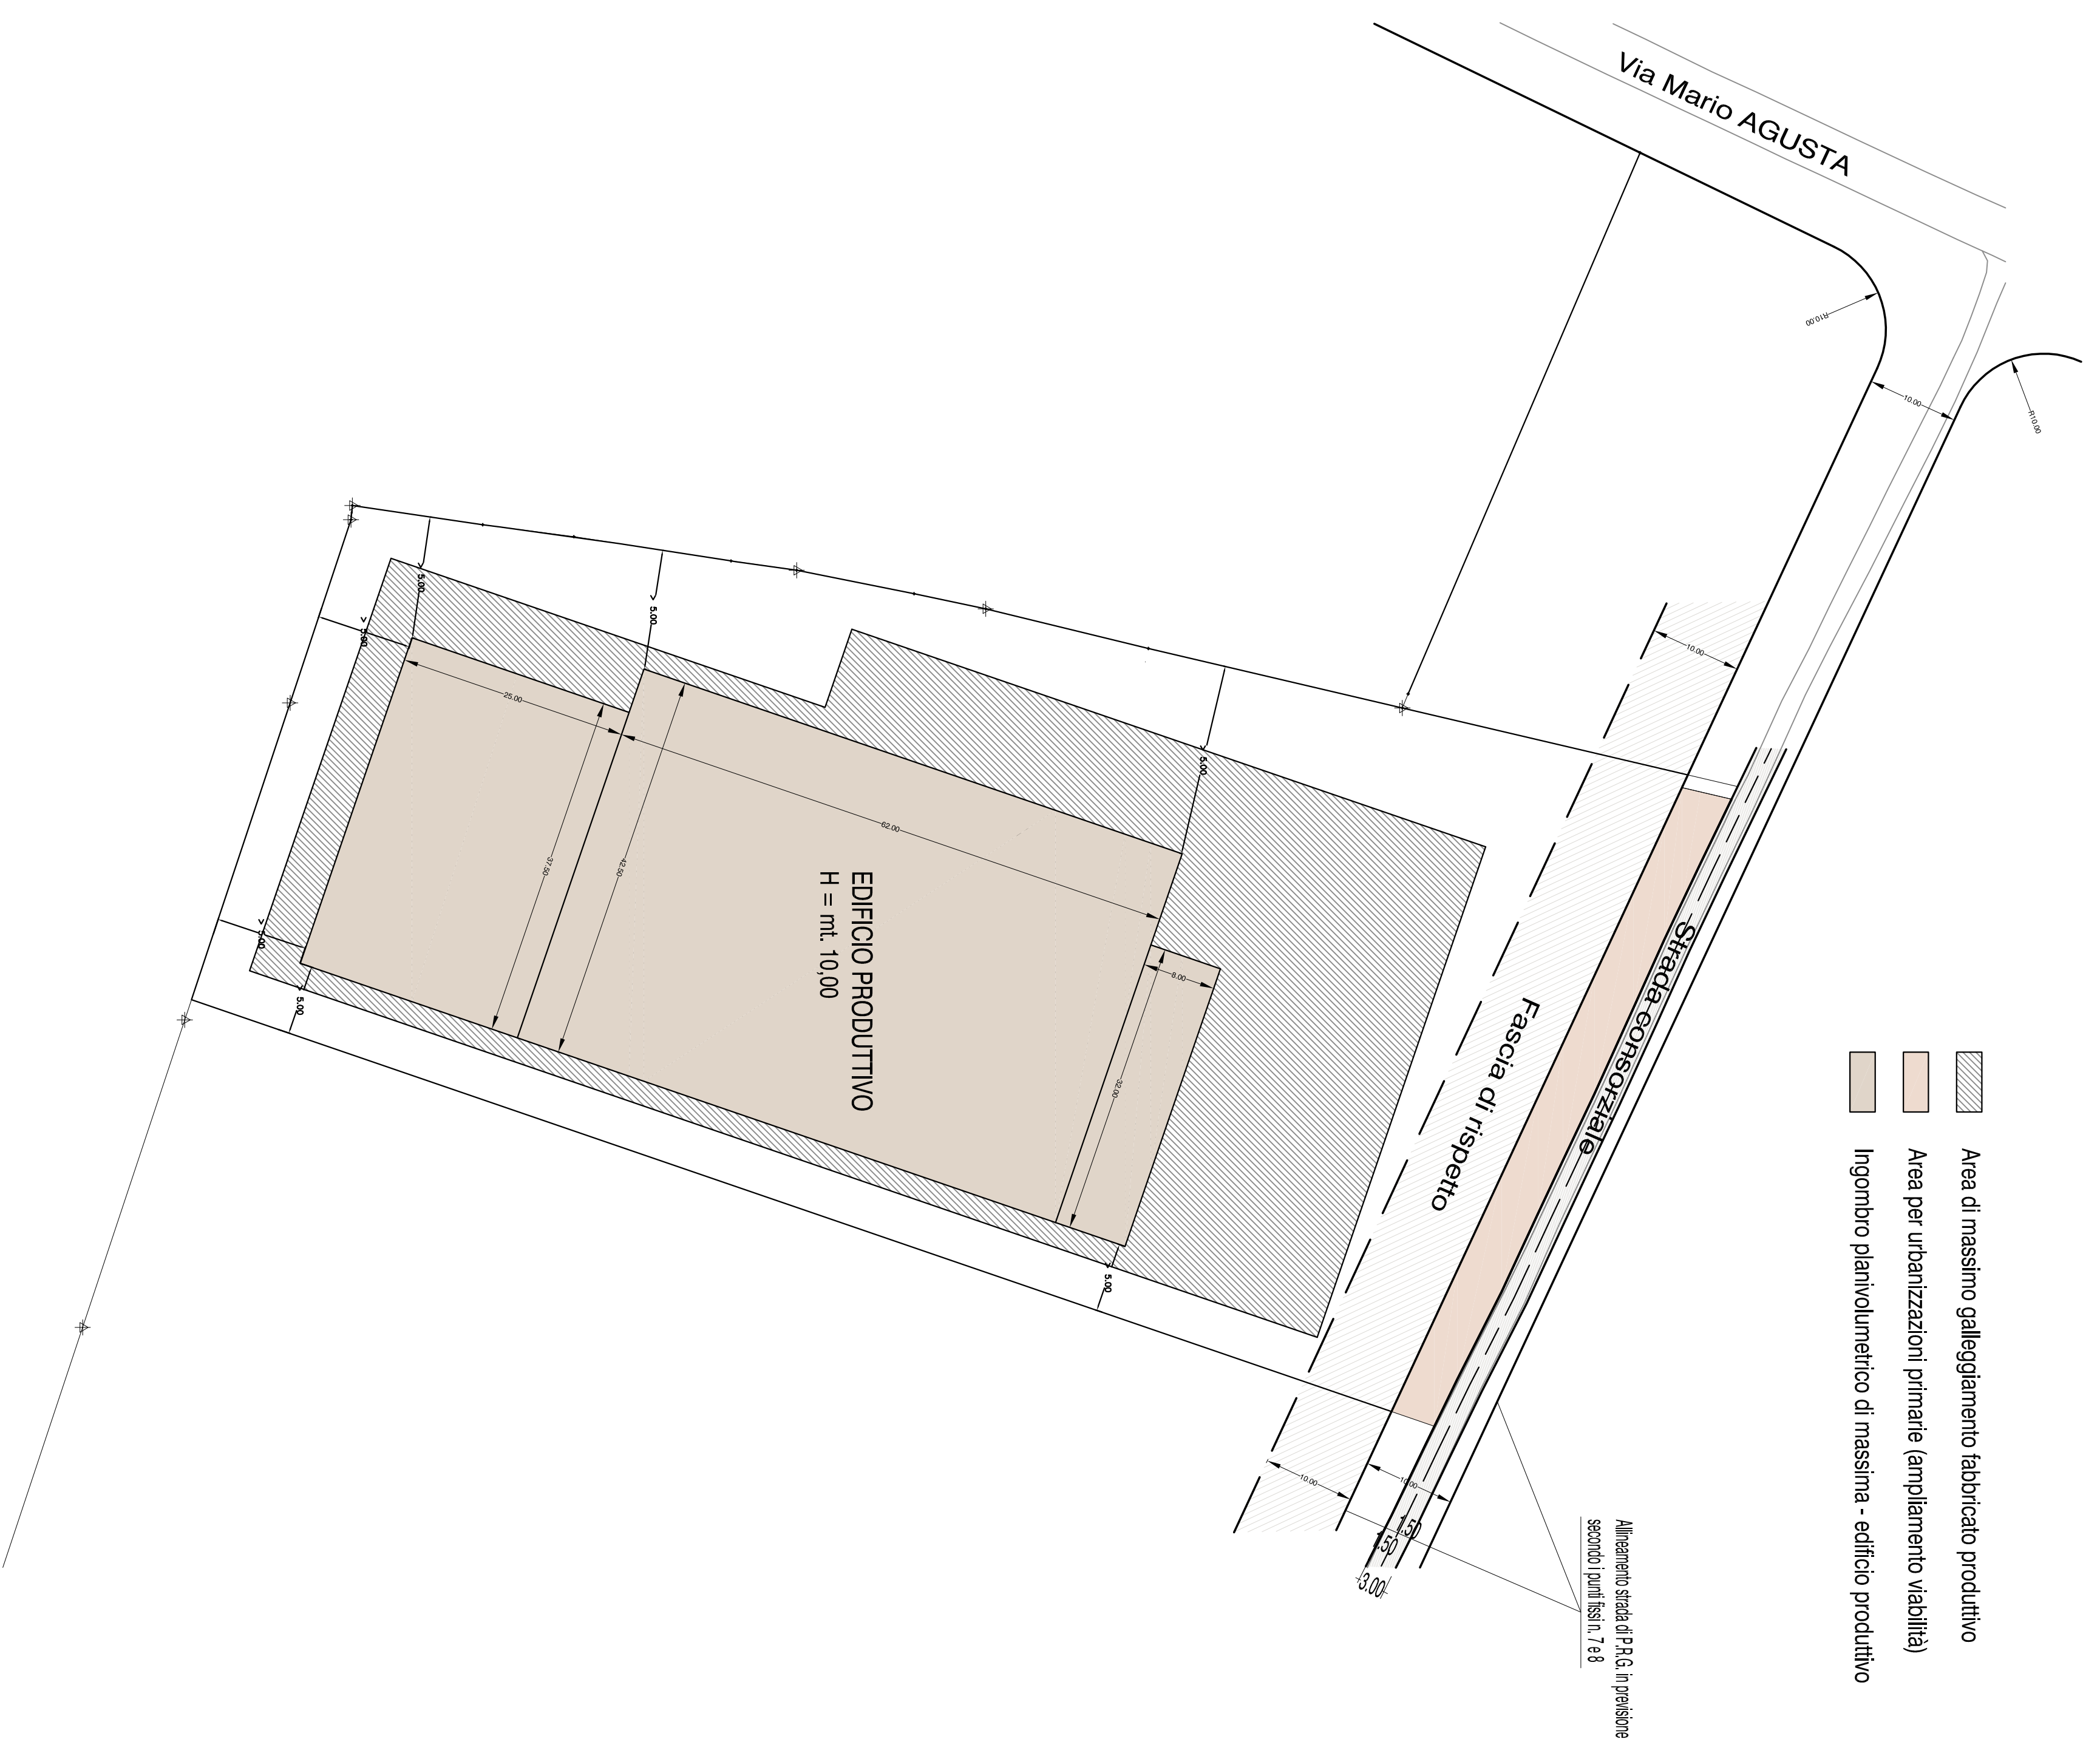 Via Mario AGUSTA
R10.00
R10.00
10.00
10.00
> 5.00
> 5.00
> 5.00
> 5.00
25.00
62.00
37.50
42.50
8.00
32.00
EDIFICIO PRODUTTIVO
H = mt. 10,00
> 5.00
> 5.00
> 5.00
Fascia di rispetto
Strada consorziale
Area di massimo galleggiamento fabbricato produttivo
Area per urbanizzazioni primarie (ampliamento viabilità)
Ingombro planivolumetrico di massima - edificio produttivo
10.00
10.00
1.50
1.50
3.00
Allineamento strada di P.R.G. in previsione
secondo i punti fissi n. 7 e 8